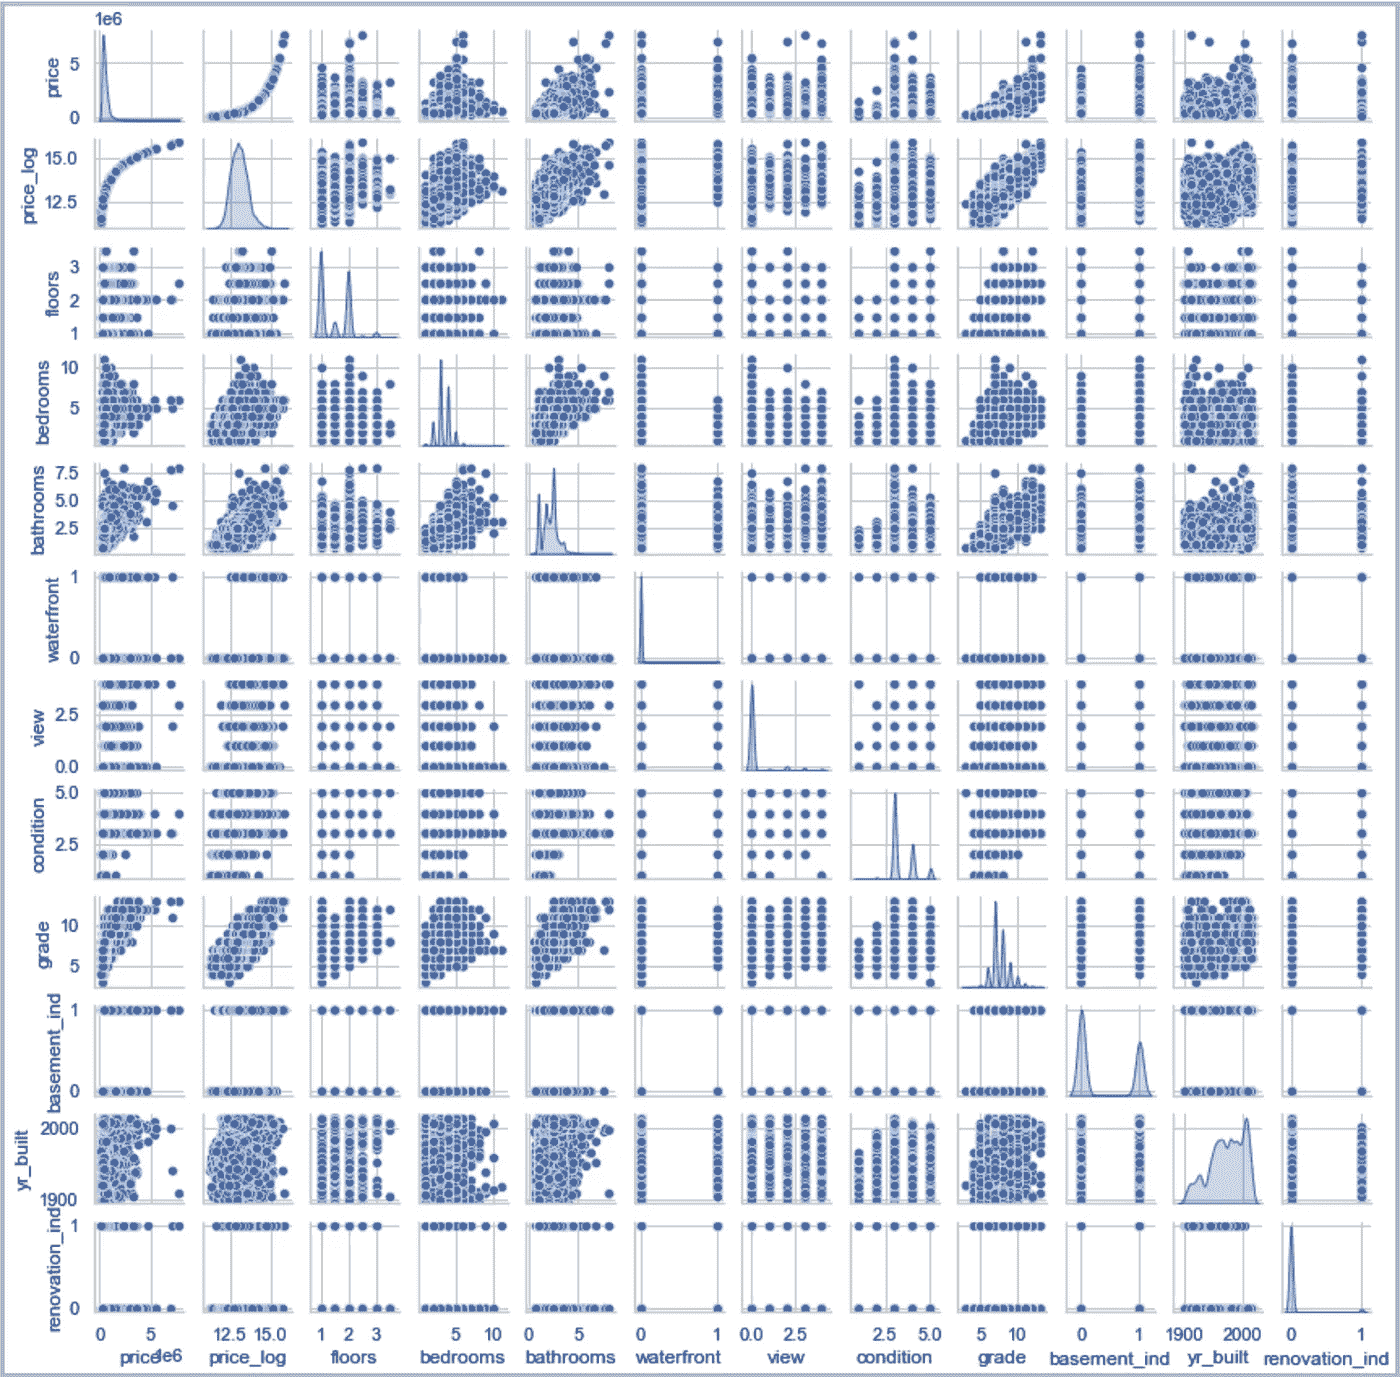 1e6
price
5
0
price_log
15.0
12.5
floors
3
2
1
bedrooms
10
5
bathrooms
7.5
5.0
2.5
waterfront
1
0
view
2.5
0.0
condition
5.0
2.5
grade
10
5
basement_ind
1
0
yr_built
2000
1900
renovation_ind
1
0
0 5 12.5 15.0 1 2 3 5 10 0 5 0 1 0.0 2.5 2.5 5.0 5 10 0 1 1900 2000 0 1
price 1e6 price_log floors bedrooms bathrooms waterfront view condition grade basement_ind yr_built renovation_ind